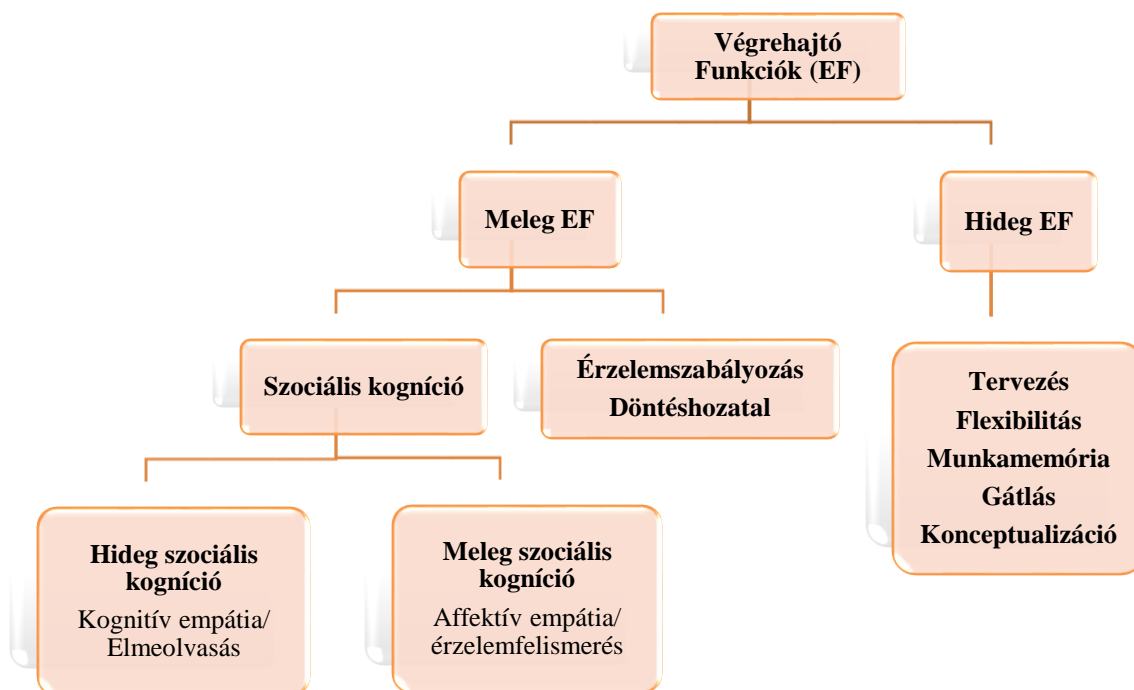 Végrehajtó
Funkciók (EF)
Meleg EF
Hideg EF
Szociális kogníció
Érzelemszabályozás
Döntéshozatal
Tervezés
Flexibilitás
Munkamemória
Gátlás
Konceptualizáció
Hideg szociális
kogníció
Kognitív empátia/
Elmeolvasás
Meleg szociális
kogníció
Affektív empátia/
érzelemfelismerés